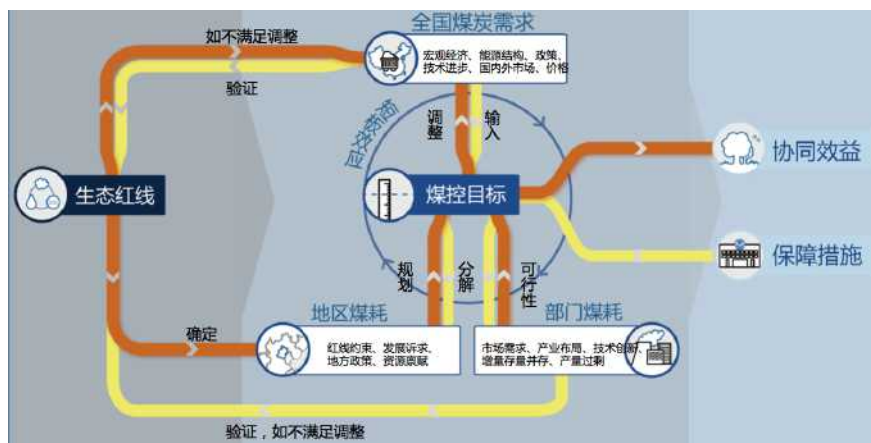 全国煤炭需求
如不满足调整
宏观经济、能源结构、政策、
技术进步、国内外市场、价格
验证
滚转效应
调整
输入
协同效益
生态红线
煤控目标
保障措施
规划
分解
可行性
地区煤耗
部门煤耗
确定
红线约束、发展诉求、
地方政策、资源禀赋
市场需求、产业布局、技术创新、
增量存量并存、产量过剩
验证,如不满足调整